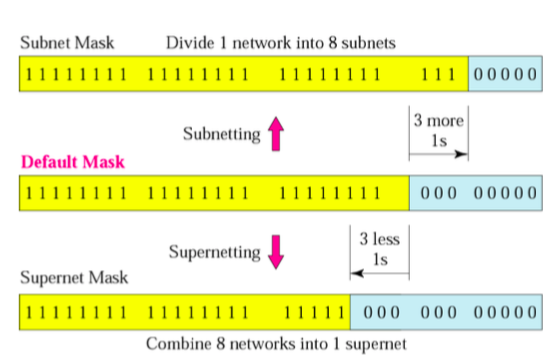 Subnet Mask Divide 1 network into 8 subnets
11111111 11111111 11111111 111 00000
Subnetting
3 more
1s
Default Mask
11111111 11111111 11111111 000 00000
Supernetting
3 less
1s
Supernet Mask
11111111 11111111 11111 000 000 00000
Combine 8 networks into 1 supernet